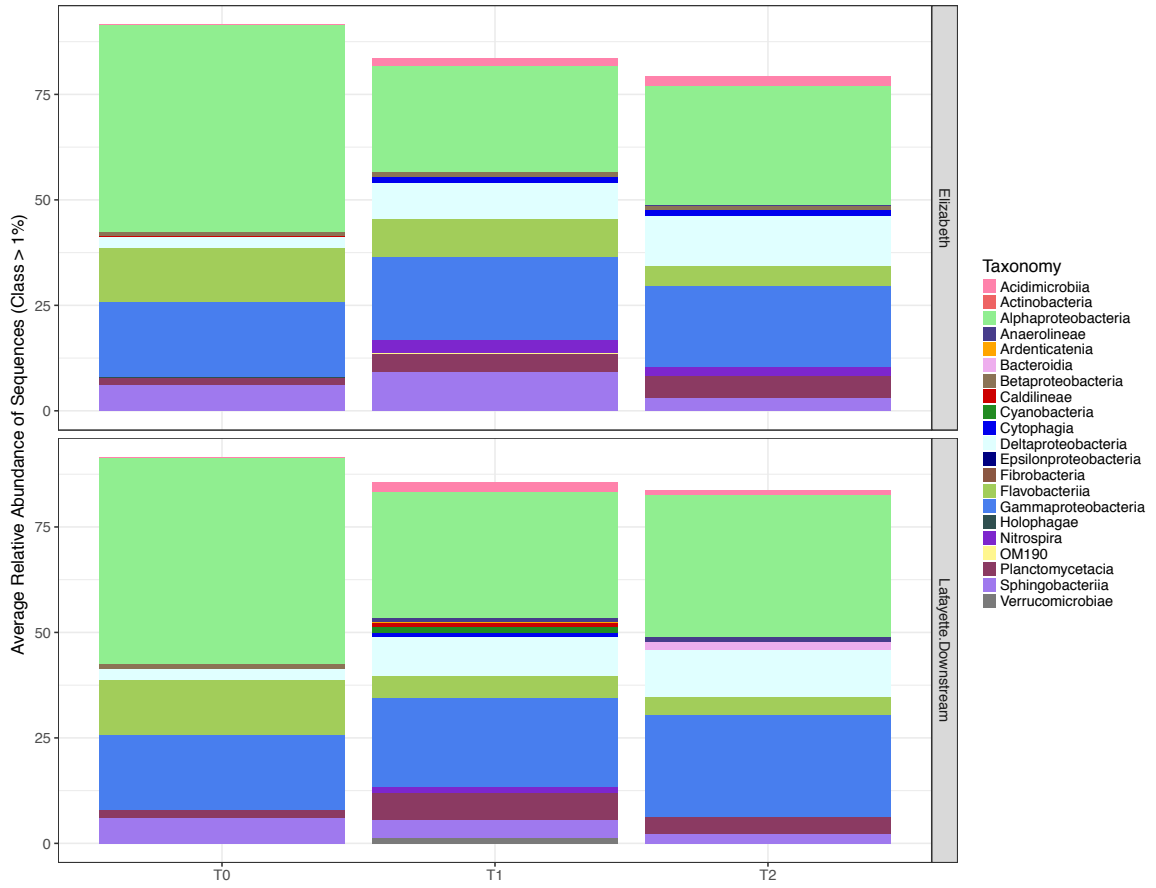 Average Relative Abundance of Sequences (Class > 1%)
75
50
25
0
Elizabeth
75
50
25
0
Lafayette.Downstream
T0
T1
T2
Taxonomy
Acidimicrobiia
Actinobacteria
Alphaproteobacteria
Anaerolineae
Ardenticatenia
Bacteroidia
Betaproteobacteria
Caldilineae
Cyanobacteria
Cytophagia
Deltaproteobacteria
Epsilonproteobacteria
Fibrobacteria
Flavobacteriia
Gammaproteobacteria
Holophagae
Nitrospira
OM190
Planctomycetacia
Sphingobacteriia
Verrucomicrobiae